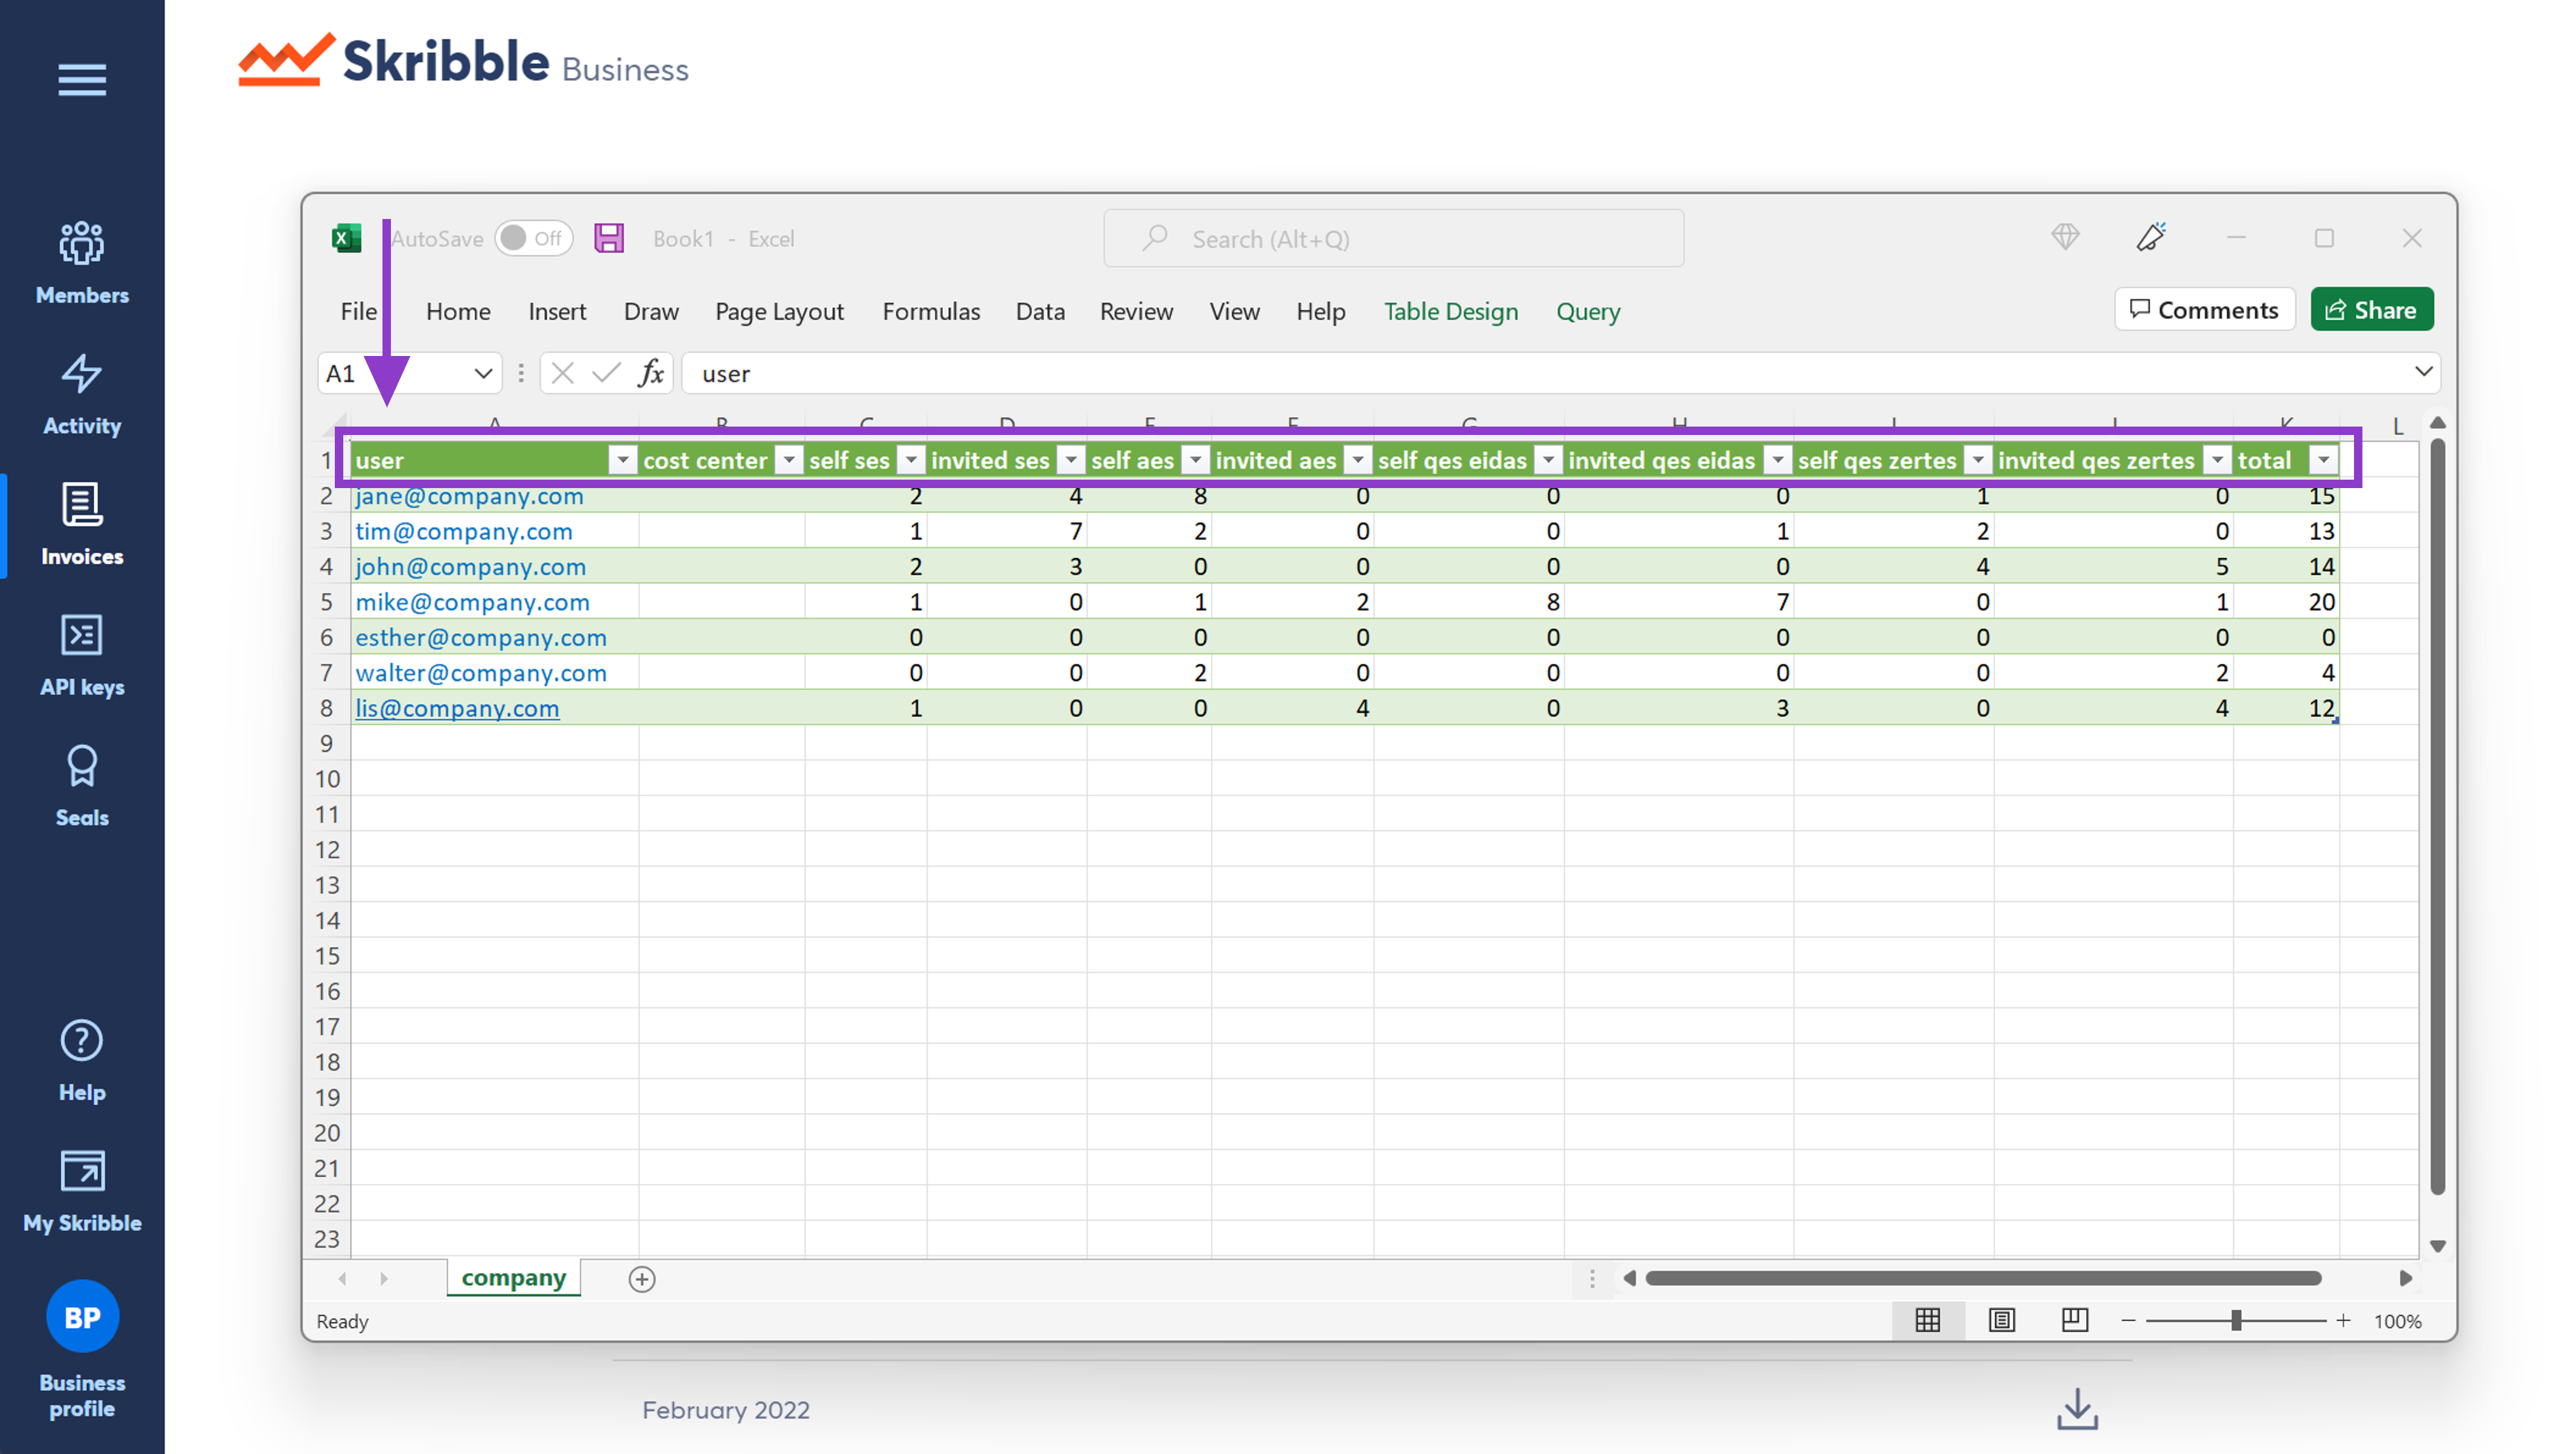 Skribble Business
Members
Activity
Invoices
API keys
Seals
Help
My Skribble
BP
Business
profile
AutoSave Off Book1 - Excel Search (Alt+Q)
File Home Insert Draw Page Layout Formulas Data Review View Help Table Design Query Comments Share
A1 fx user
A B C D E F G H I J K L
1 user cost center self ses invited ses self aes invited aes self qes eidas invited qes eidas self qes zertes invited qes zertes total
2 jane@company.com 2 4 8 0 0 0 1 0 15
3 tim@company.com 1 7 2 0 0 1 2 0 13
4 john@company.com 2 3 0 0 0 0 4 5 14
5 mike@company.com 1 0 1 2 8 7 0 1 20
6 esther@company.com 0 0 0 0 0 0 0 0 0
7 walter@company.com 0 0 2 0 0 0 0 2 4
8 lis@company.com 1 0 0 4 0 3 0 4 12
9
10
11
12
13
14
15
16
17
18
19
20
21
22
23
company
Ready 100%
February 2022